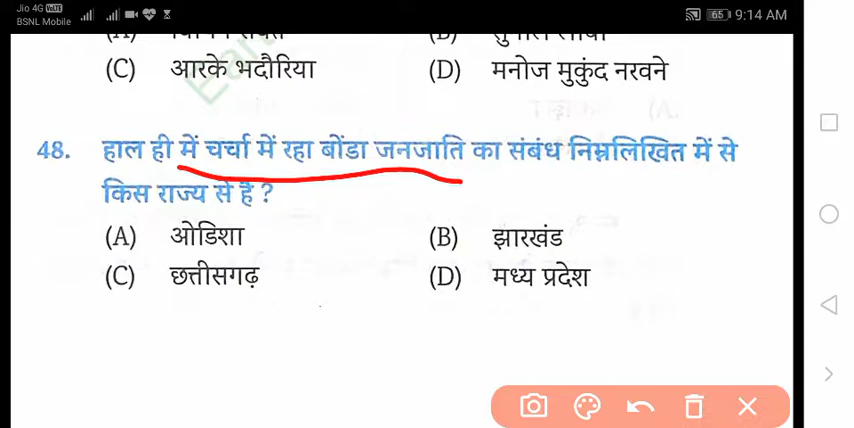 Jio 4G VoLTE
BSNL Mobile
65 9:14 AM
(C) आरके भदौरिया (D) मनोज मुकुंद नरवने
48. हाल ही में चर्चा में रहा बोंडा जनजाति का संबंध निम्नलिखित में से
किस राज्य से है ?
(A) ओडिशा (B) झारखंड
(C) छत्तीसगढ़ (D) मध्य प्रदेश